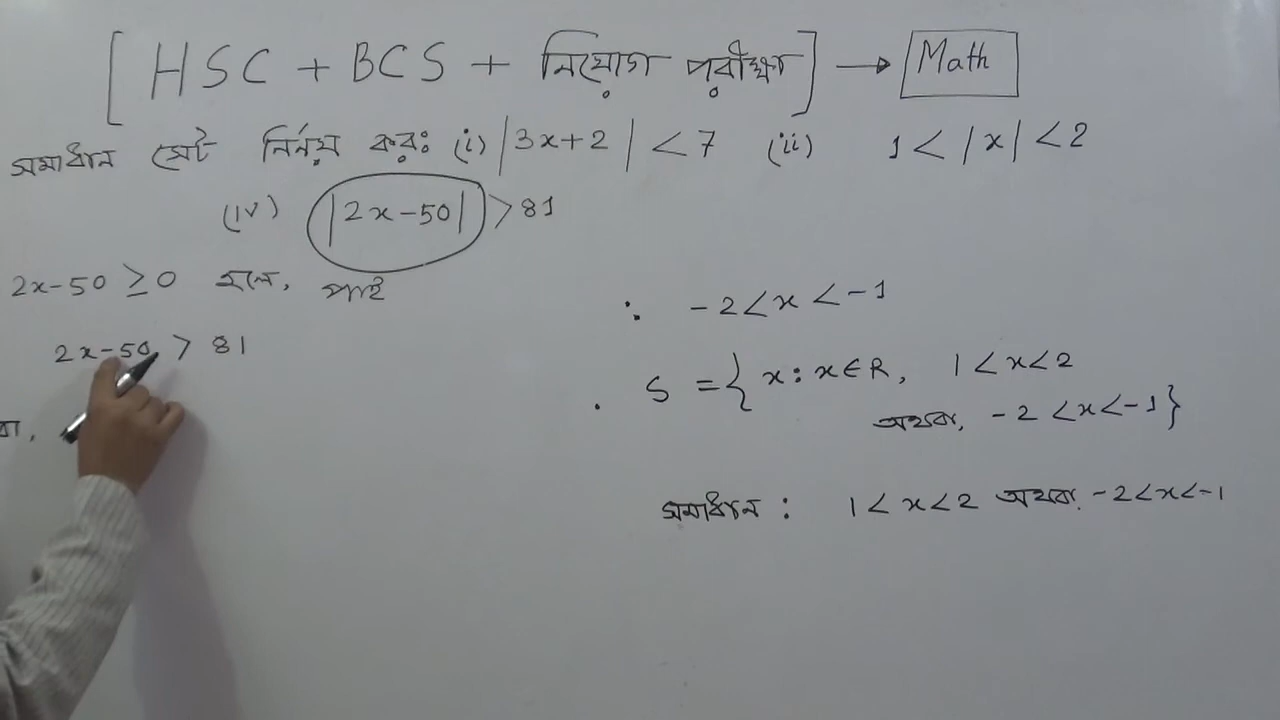 [HSC + BCS + নিয়োগ পরীক্ষা] → Math
সমাধান সেট নির্নয় কর: (i) |3x+2| < 7 (ii) 1 < |x| < 2
(iv) |2x-50| > 81
2x-50 ≥ 0 হলে, পাই
2x-50 > 81
বা,
∴ -2 < x < -1
S = { x : x ∈ R, 1 < x < 2
অথবা, -2 < x < -1 }
সমাধান : 1 < x < 2 অথবা, -2 < x < -1